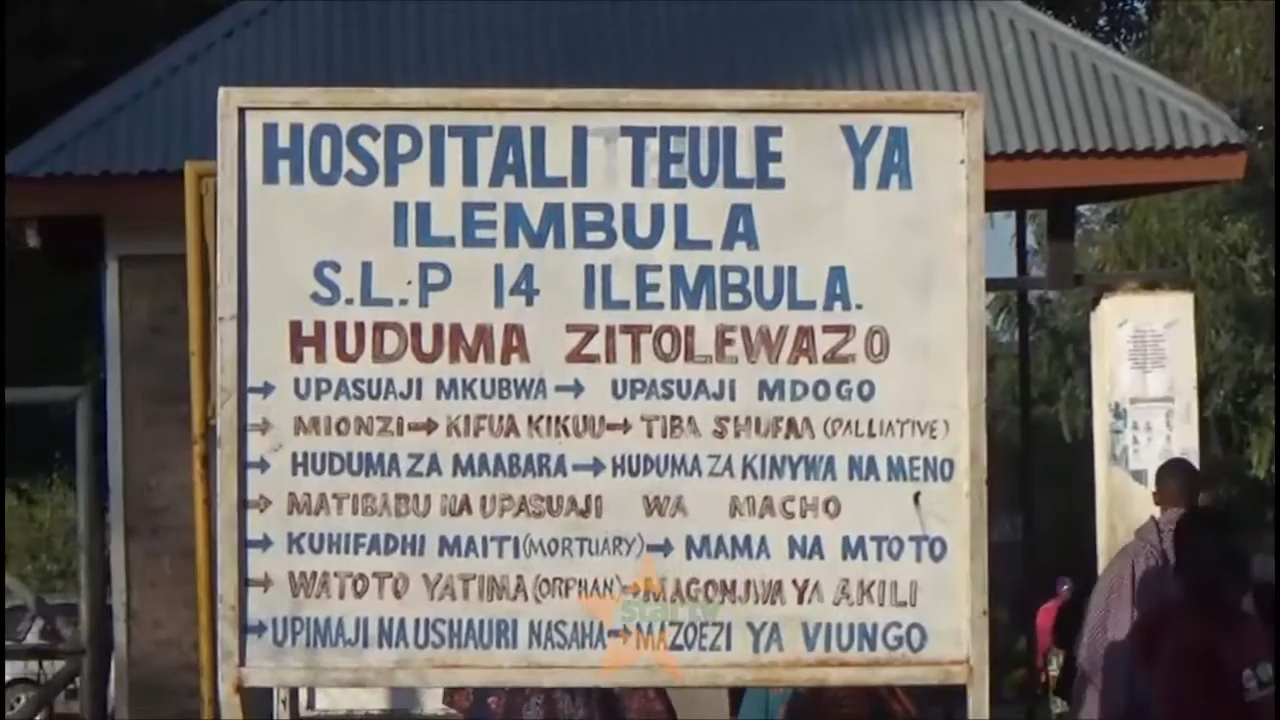 HOSPITALI TEULE YA
ILEMBULA
S.L.P 14 ILEMBULA.
HUDUMA ZITOLEWAZO
→ UPASUAJI MKUBWA → UPASUAJI MDOGO
→ MIONZI → KIFUA KIKUU → TIBA SHUFAA (PALLIATIVE)
→ HUDUMA ZA MAABARA → HUDUMA ZA KINYWA NA MENO
→ MATIBABU NA UPASUAJI WA MACHO
→ KUHIFADHI MAITI (MORTUARY) → MAMA NA MTOTO
→ WATOTO YATIMA (ORPHAN) → MAGONJWA YA AKILI
→ UPIMAJI NA USHAURI NASAHA → MAZOEZI YA VIUNGO
startv